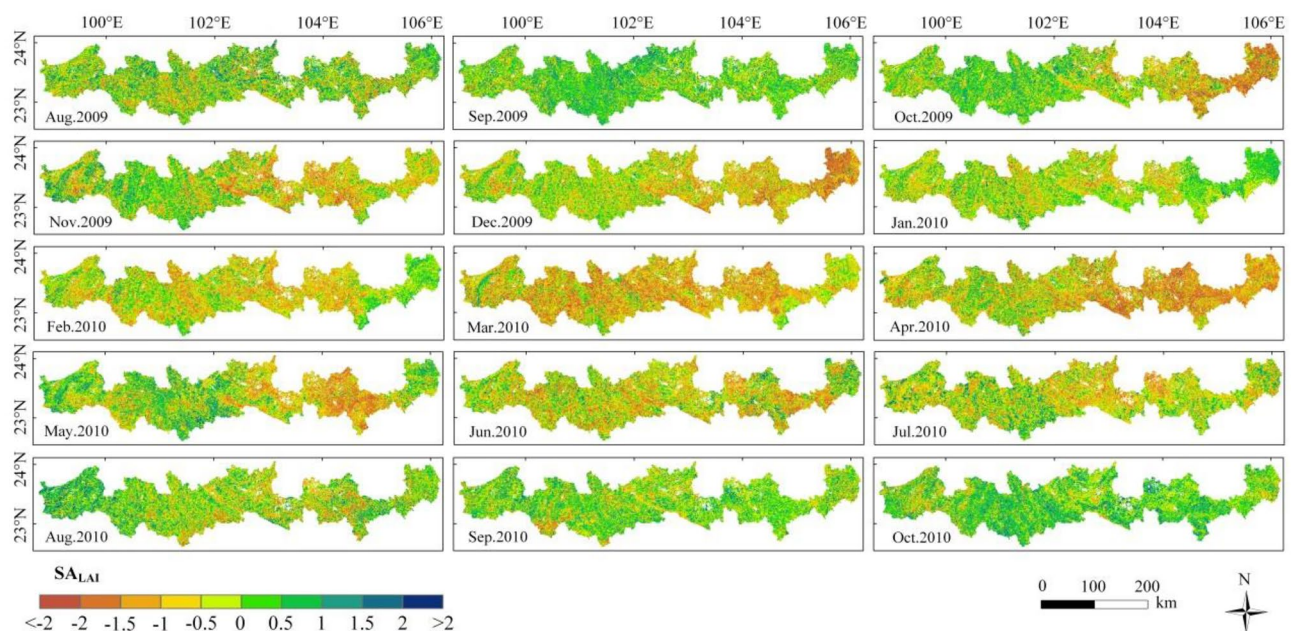 100°E 102°E 104°E 106°E 100°E 102°E 104°E 106°E 100°E 102°E 104°E 106°E
24°N
23°N
Aug.2009 Sep.2009 Oct.2009
24°N
23°N
Nov.2009 Dec.2009 Jan.2010
24°N
23°N
Feb.2010 Mar.2010 Apr.2010
24°N
23°N
May.2010 Jun.2010 Jul.2010
24°N
23°N
Aug.2010 Sep.2010 Oct.2010
SALAI
<-2 -2 -1.5 -1 -0.5 0 0.5 1 1.5 2 >2
0 100 200
km
N